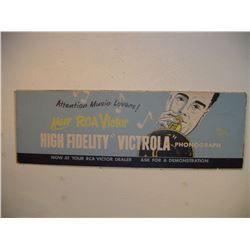 Attention Music Lovers!
New RCA Victor
HIGH FIDELITY "VICTROLA" PHONOGRAPH
NOW AT YOUR RCA VICTOR DEALER ASK FOR A DEMONSTRATION